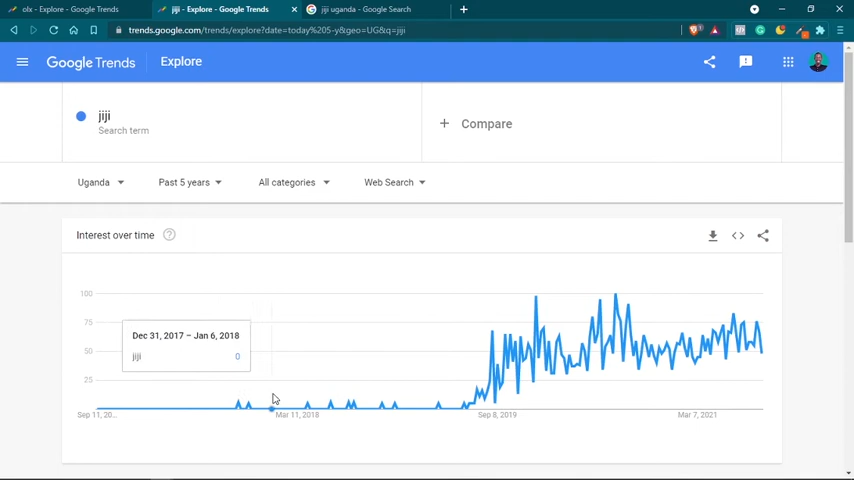 olx - Explore - Google Trends
jiji - Explore - Google Trends
jiji uganda - Google Search
trends.google.com/trends/explore?date=today%205-y&geo=UG&q=jiji
Google Trends
Explore
jiji
Search term
+ Compare
Uganda
Past 5 years
All categories
Web Search
Interest over time
100
75
50
25
Dec 31, 2017 – Jan 6, 2018
jiji 0
Sep 11, 20...
Mar 11, 2018
Sep 8, 2019
Mar 7, 2021